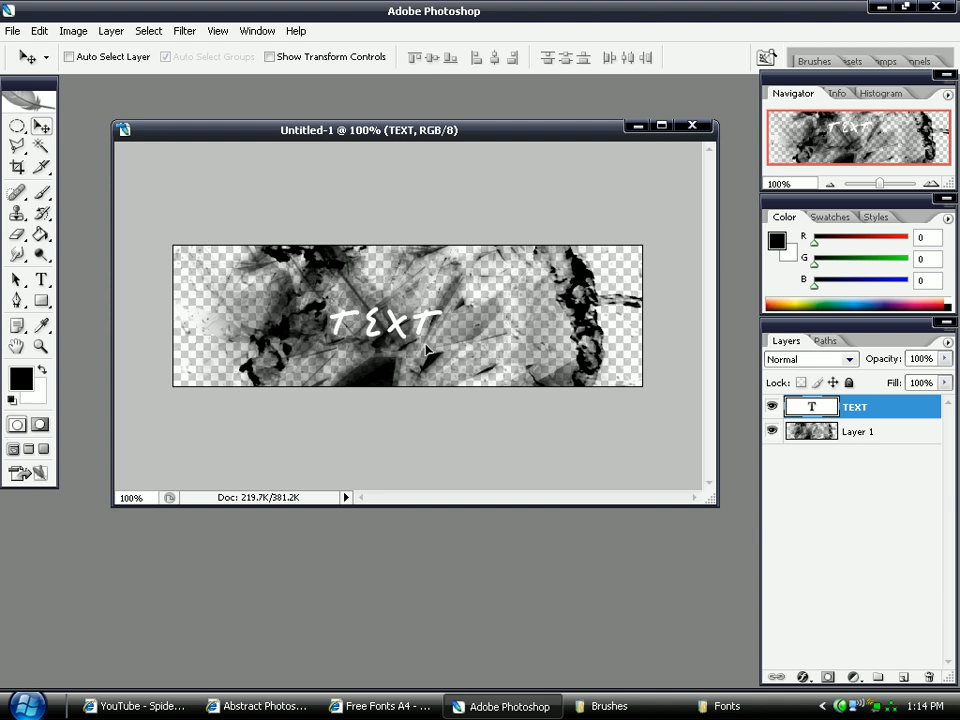 Adobe Photoshop
File Edit Image Layer Select Filter View Window Help
Auto Select Layer Auto Select Groups Show Transform Controls
Brushes
Untitled-1 @ 100% (TEXT, RGB/8)
TEXT
100% Doc: 219.7K/381.2K
Navigator Info Histogram
TEXT
100%
Color Swatches Styles
R 0
G 0
B 0
Layers Paths
Normal Opacity: 100%
Lock: Fill: 100%
T TEXT
Layer 1
YouTube - Spide... Abstract Photos... Free Fonts A4 - ... Adobe Photoshop Brushes Fonts 1:14 PM